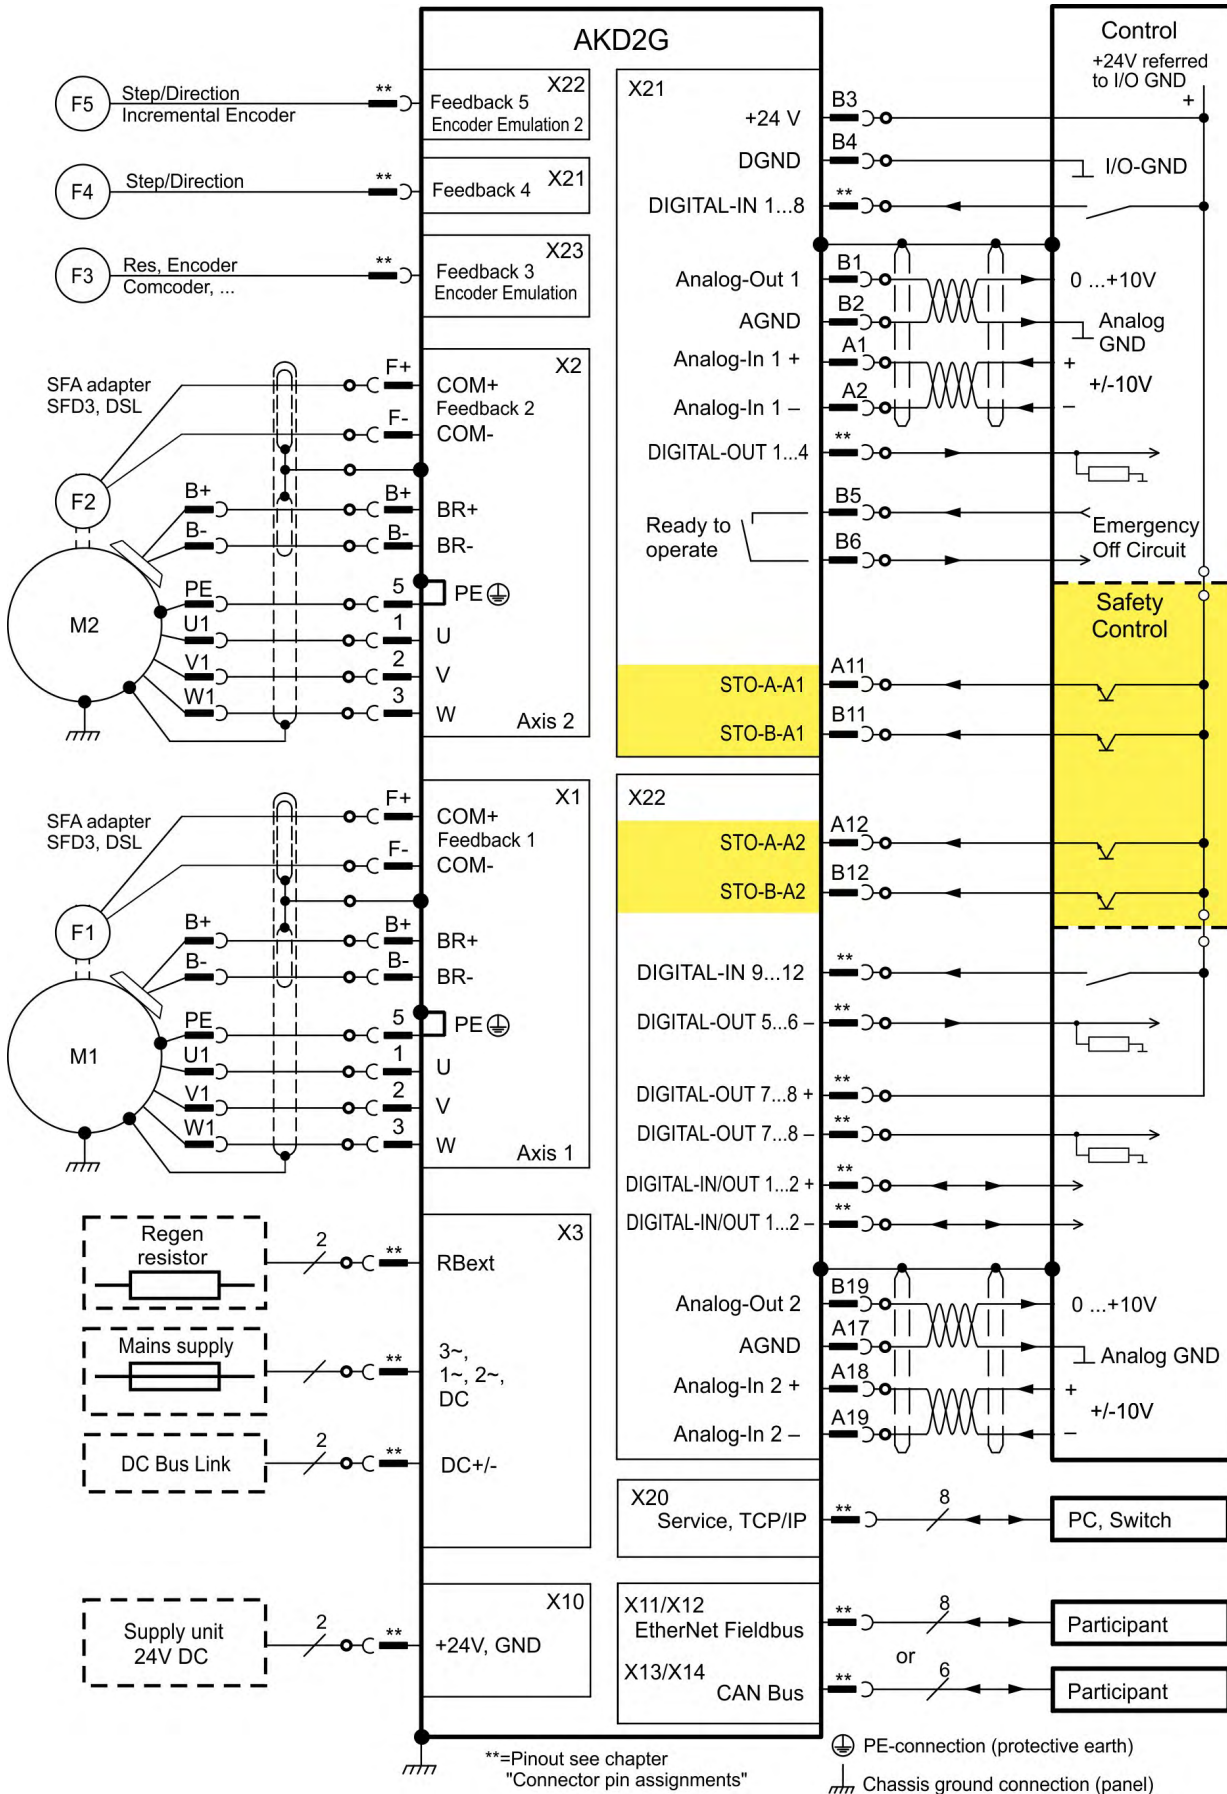 AKD2G
Control
+24V referred
to I/O GND
+
F5
Step/Direction
Incremental Encoder
**
X22
Feedback 5
Encoder Emulation 2
F4
Step/Direction
**
X21
Feedback 4
F3
Res, Encoder
Comcoder, ...
**
X23
Feedback 3
Encoder Emulation
SFA adapter
SFD3, DSL
X2
F+
COM+
Feedback 2
F-
COM-
F2
B+
B+
BR+
B-
B-
BR-
M2
PE
5
PE
U1
1
U
V1
2
V
W1
3
W
Axis 2
SFA adapter
SFD3, DSL
X1
F+
COM+
Feedback 1
F-
COM-
F1
B+
B+
BR+
B-
B-
BR-
M1
PE
5
PE
U1
1
U
V1
2
V
W1
3
W
Axis 1
Regen
resistor
2
**
X3
RBext
Mains supply
**
3~,
1~, 2~,
DC
DC Bus Link
2
**
DC+/-
Supply unit
24V DC
2
**
X10
+24V, GND
X21
+24 V
B3
DGND
B4
I/O-GND
DIGITAL-IN 1...8
**
Analog-Out 1
B1
0 ...+10V
AGND
B2
Analog
GND
Analog-In 1 +
A1
+
+/-10V
Analog-In 1 –
A2
–
DIGITAL-OUT 1...4
**
Ready to
operate
B5
B6
Emergency
Off Circuit
Safety
Control
STO-A-A1
A11
STO-B-A1
B11
X22
STO-A-A2
A12
STO-B-A2
B12
DIGITAL-IN 9...12
**
DIGITAL-OUT 5...6 –
**
DIGITAL-OUT 7...8 +
**
DIGITAL-OUT 7...8 –
**
DIGITAL-IN/OUT 1...2 +
**
DIGITAL-IN/OUT 1...2 –
**
Analog-Out 2
B19
0 ...+10V
AGND
A17
Analog GND
Analog-In 2 +
A18
+
+/-10V
Analog-In 2 –
A19
–
X20
Service, TCP/IP
**
8
PC, Switch
X11/X12
EtherNet Fieldbus
**
8
Participant
or
X13/X14
CAN Bus
**
6
Participant
**=Pinout see chapter
"Connector pin assignments"
PE-connection (protective earth)
Chassis ground connection (panel)